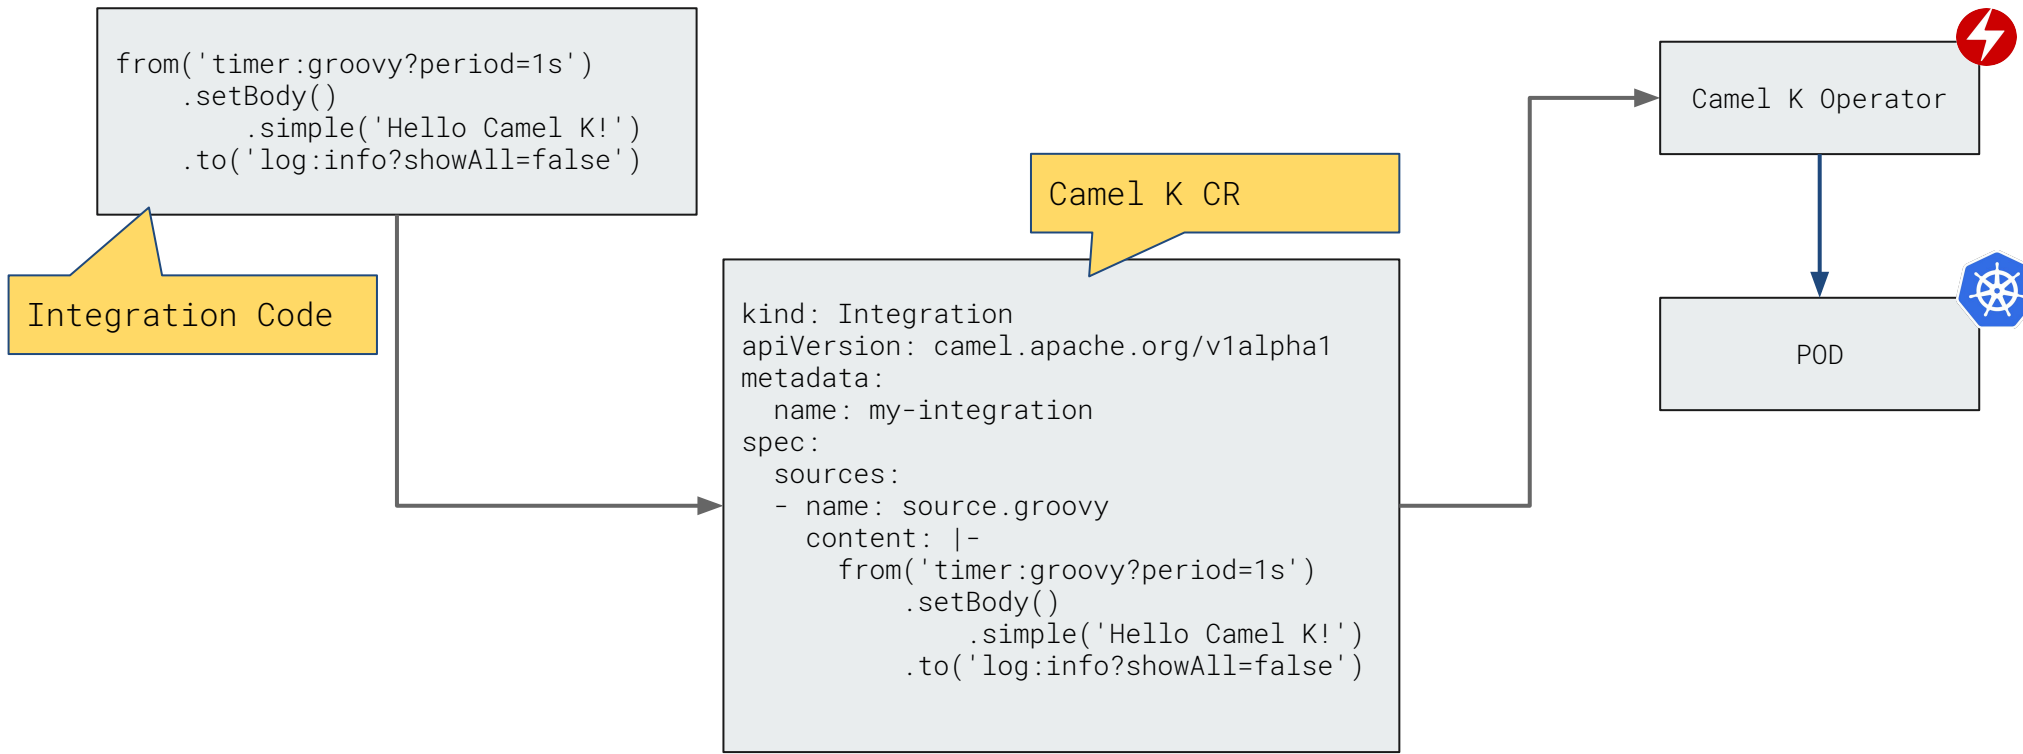 from('timer:groovy?period=1s')
    .setBody()
        .simple('Hello Camel K!')
    .to('log:info?showAll=false')
Integration Code
Camel K CR
kind: Integration
apiVersion: camel.apache.org/v1alpha1
metadata:
  name: my-integration
spec:
  sources:
  - name: source.groovy
    content: |-
      from('timer:groovy?period=1s')
          .setBody()
              .simple('Hello Camel K!')
          .to('log:info?showAll=false')
Camel K Operator
POD